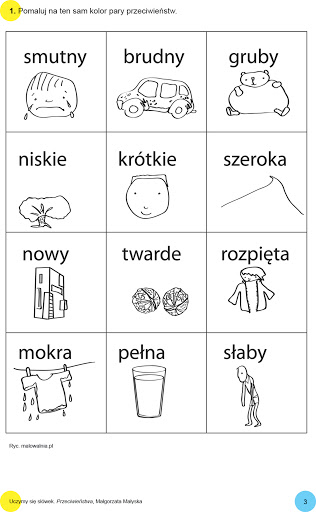 1. Pomaluj na ten sam kolor pary przeciwieństw.
smutny brudny gruby
niskie krótkie szeroka
nowy twarde rozpięta
mokra pełna słaby
Ryc. malowalnia.pl
Uczymy się słówek. Przeciwieństwa, Małgorzata Małyska 3